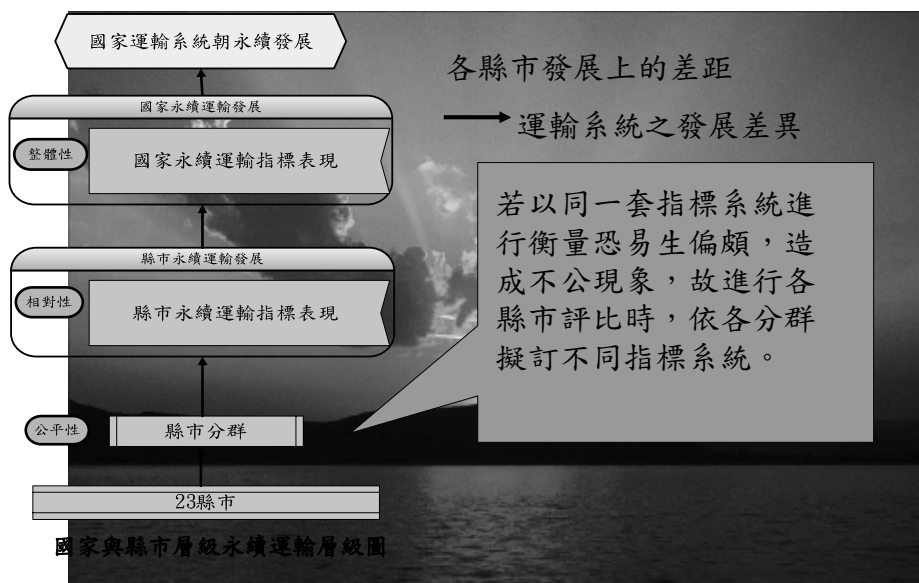 國家運輸系統朝永續發展
國家永續運輸發展
整體性
國家永續運輸指標表現
縣市永續運輸發展
相對性
縣市永續運輸指標表現
公平性
縣市分群
23縣市
國家與縣市層級永續運輸層級圖
各縣市發展上的差距
運輸系統之發展差異
若以同一套指標系統進
行衡量恐易生偏頗，造
成不公現象，故進行各
縣市評比時，依各分群
擬訂不同指標系統。